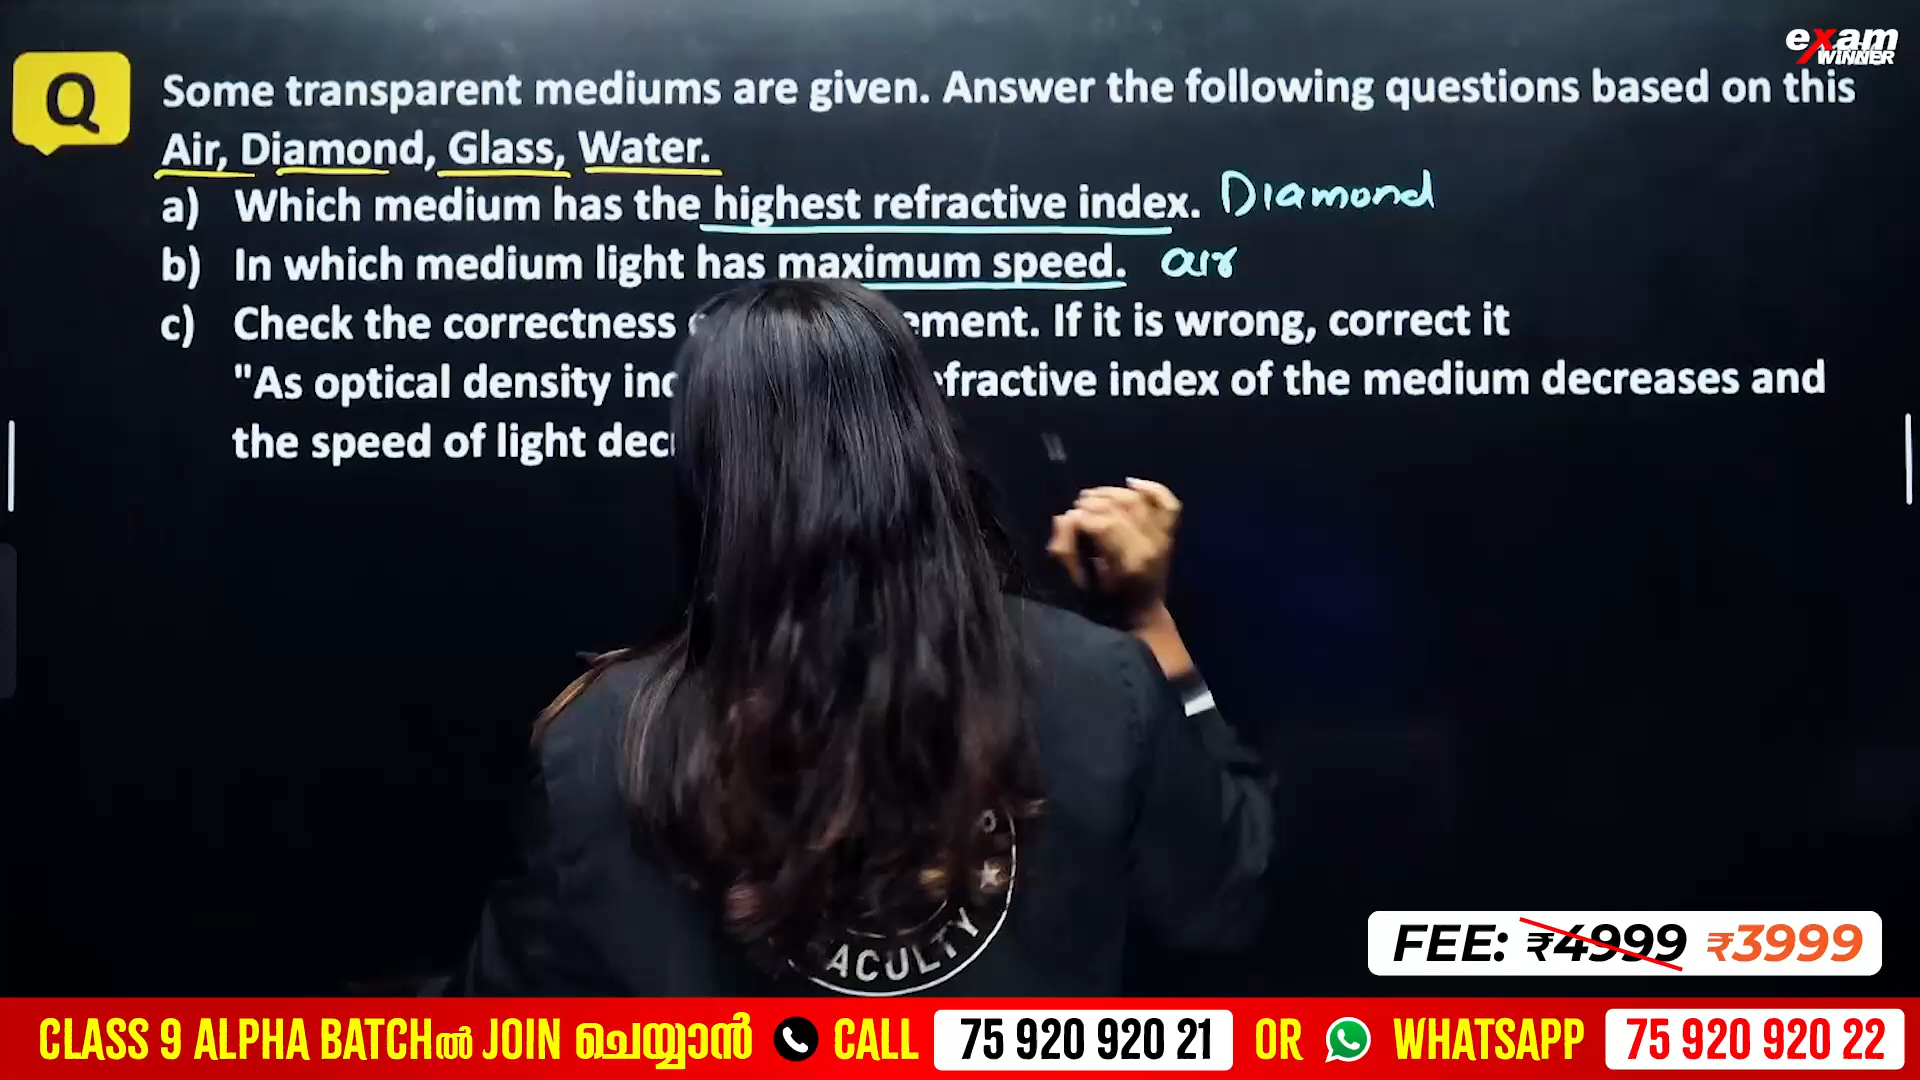 exam
WINNER
Q
Some transparent mediums are given. Answer the following questions based on this
Air, Diamond, Glass, Water.
a) Which medium has the highest refractive index. Diamond
b) In which medium light has maximum speed. air
c) Check the correctness ement. If it is wrong, correct it
"As optical density inc efractive index of the medium decreases and
the speed of light dec
ACULTY
FEE: ₹4999 ₹3999
CLASS 9 ALPHA BATCHൽ JOIN ചെയ്യാൻ CALL 75 920 920 21 OR WHATSAPP 75 920 920 22